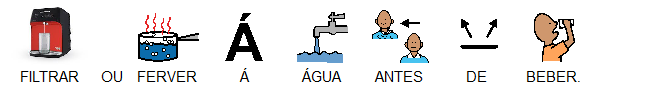 Á
FILTRAR OU FERVER Á ÁGUA ANTES DE BEBER.